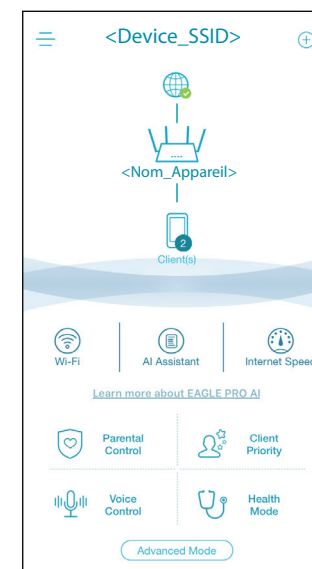 <Device_SSID>
<Nom_Appareil>
2
Client(s)
Wi-Fi
AI Assistant
Internet Speed
Learn more about EAGLE PRO AI
Parental
Control
Client
Priority
Voice
Control
Health
Mode
Advanced Mode